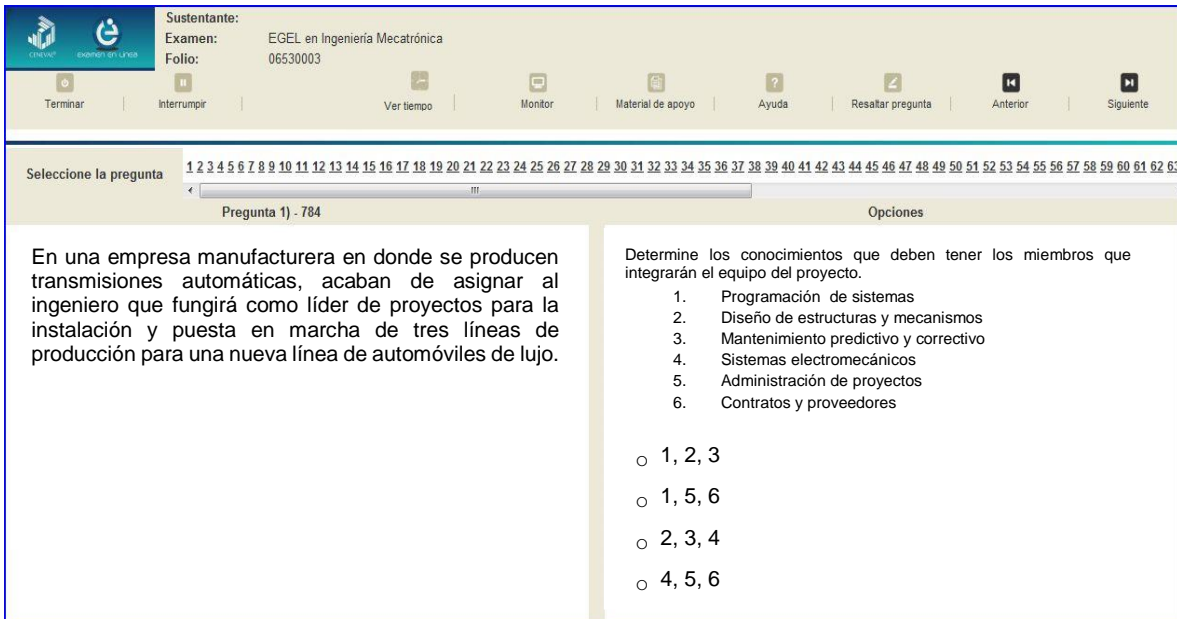 Sustentante:
Examen: EGEL en Ingeniería Mecatrónica
Folio: 06530003
examen en línea
Terminar
Interrumpir
Ver tiempo
Monitor
Material de apoyo
Ayuda
Resaltar pregunta
Anterior
Siguiente
Seleccione la pregunta
1 2 3 4 5 6 7 8 9 10 11 12 13 14 15 16 17 18 19 20 21 22 23 24 25 26 27 28 29 30 31 32 33 34 35 36 37 38 39 40 41 42 43 44 45 46 47 48 49 50 51 52 53 54 55 56 57 58 59 60 61 62 63
Pregunta 1) - 784
En una empresa manufacturera en donde se producen
transmisiones automáticas, acaban de asignar al
ingeniero que fungirá como líder de proyectos para la
instalación y puesta en marcha de tres líneas de
producción para una nueva línea de automóviles de lujo.
Opciones
Determine los conocimientos que deben tener los miembros que
integrarán el equipo del proyecto.
1. Programación de sistemas
2. Diseño de estructuras y mecanismos
3. Mantenimiento predictivo y correctivo
4. Sistemas electromecánicos
5. Administración de proyectos
6. Contratos y proveedores
1, 2, 3
1, 5, 6
2, 3, 4
4, 5, 6